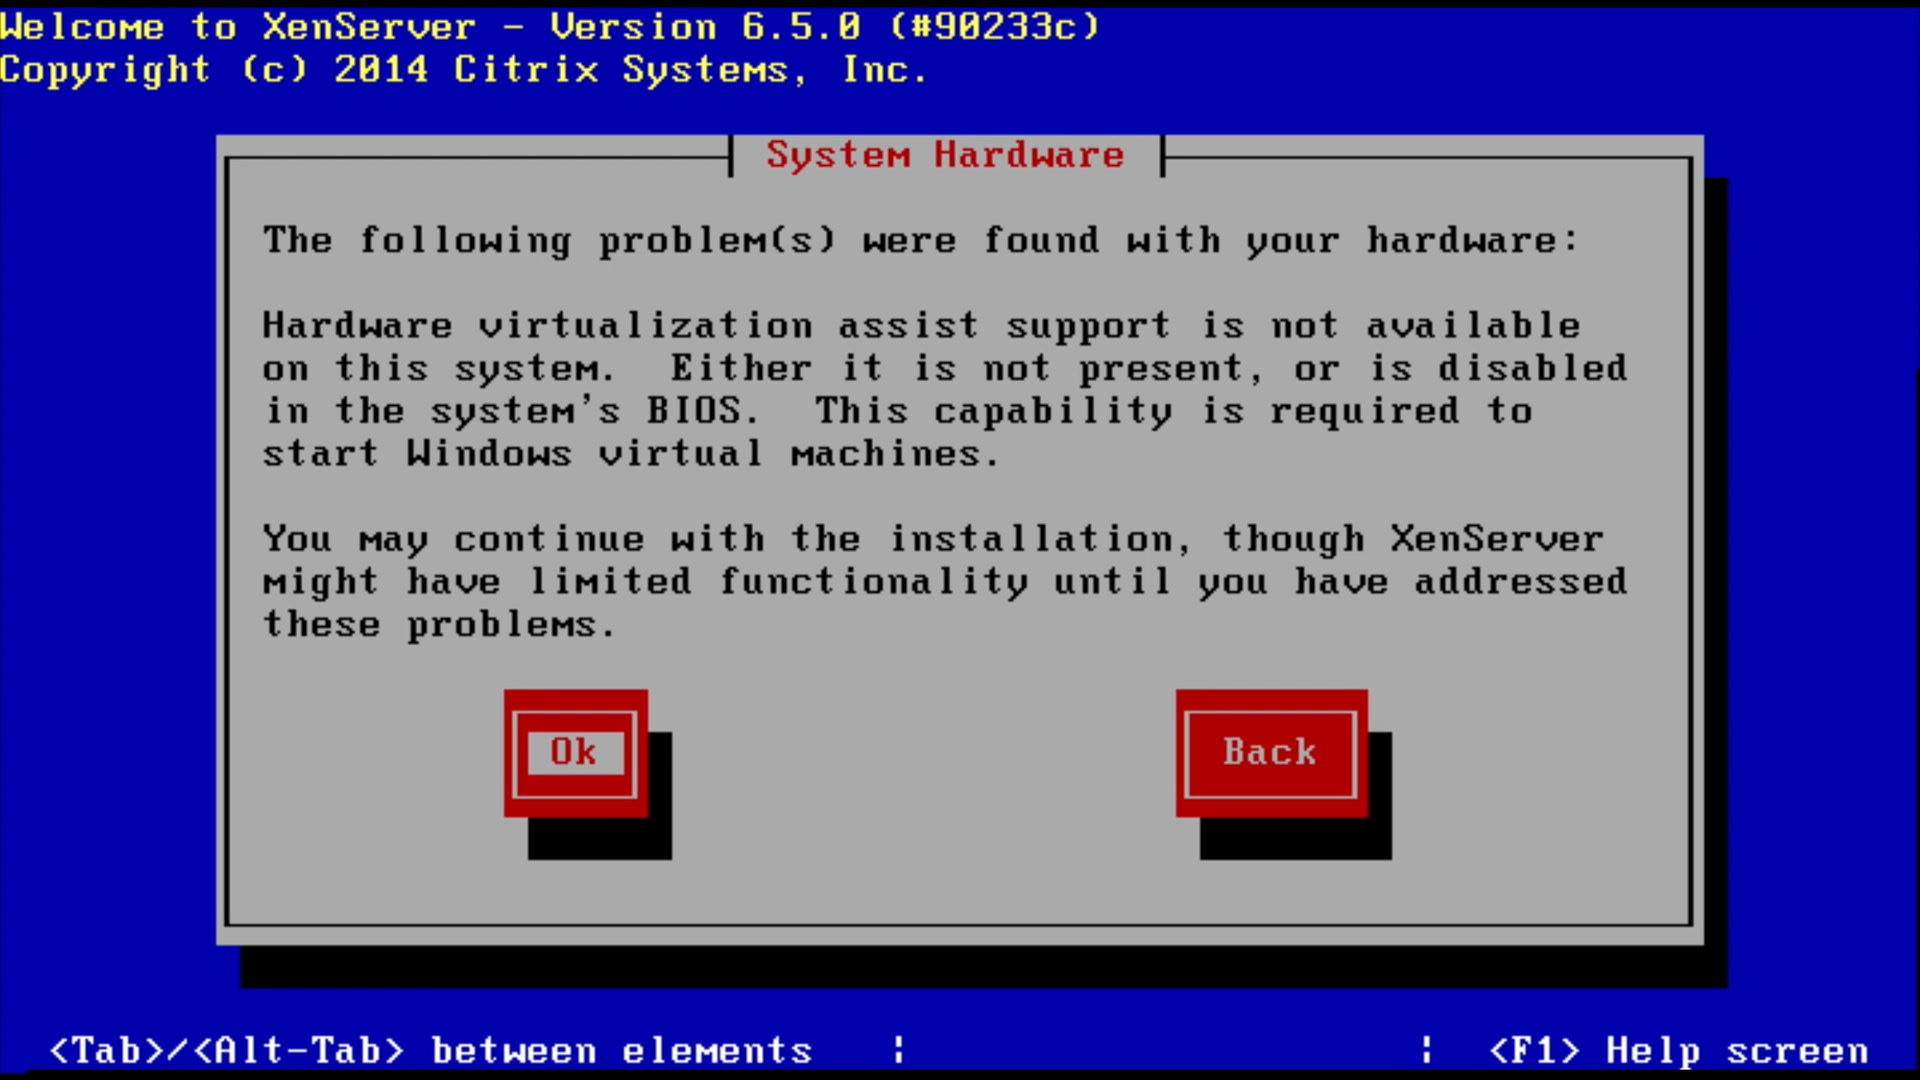 Welcome to XenServer - Version 6.5.0 (#90233c)
Copyright (c) 2014 Citrix Systems, Inc.
System Hardware
The following problem(s) were found with your hardware:
Hardware virtualization assist support is not available
on this system.  Either it is not present, or is disabled
in the system's BIOS.  This capability is required to
start Windows virtual machines.
You may continue with the installation, though XenServer
might have limited functionality until you have addressed
these problems.
Ok
Back
<Tab>/<Alt-Tab> between elements   |   | <F1> Help screen